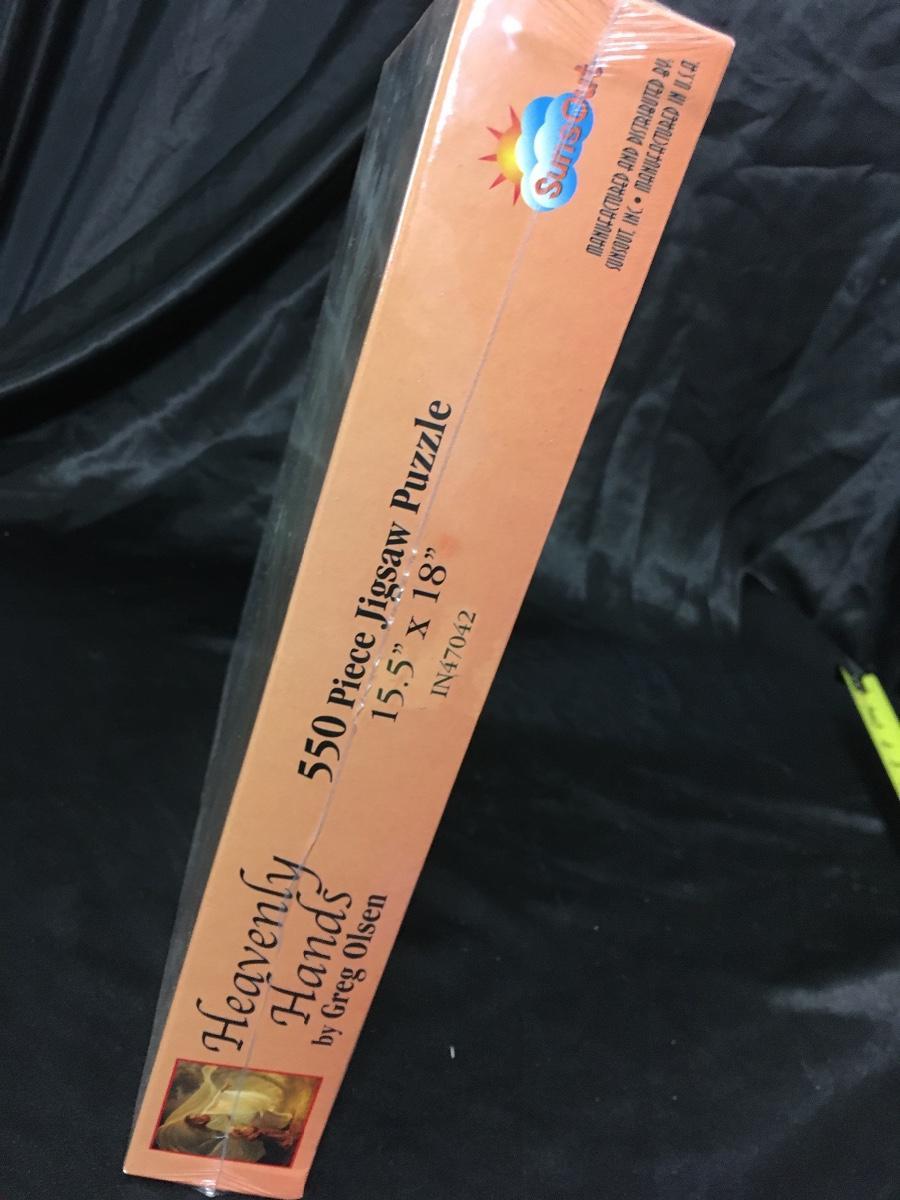 Heavenly
Hands
by Greg Olsen
550 Piece Jigsaw Puzzle
15.5” x 18”
IN47042
SunsOut
MANUFACTURED AND DISTRIBUTED BY:
SUNSOUT, INC • MANUFACTURED IN U.S.A.